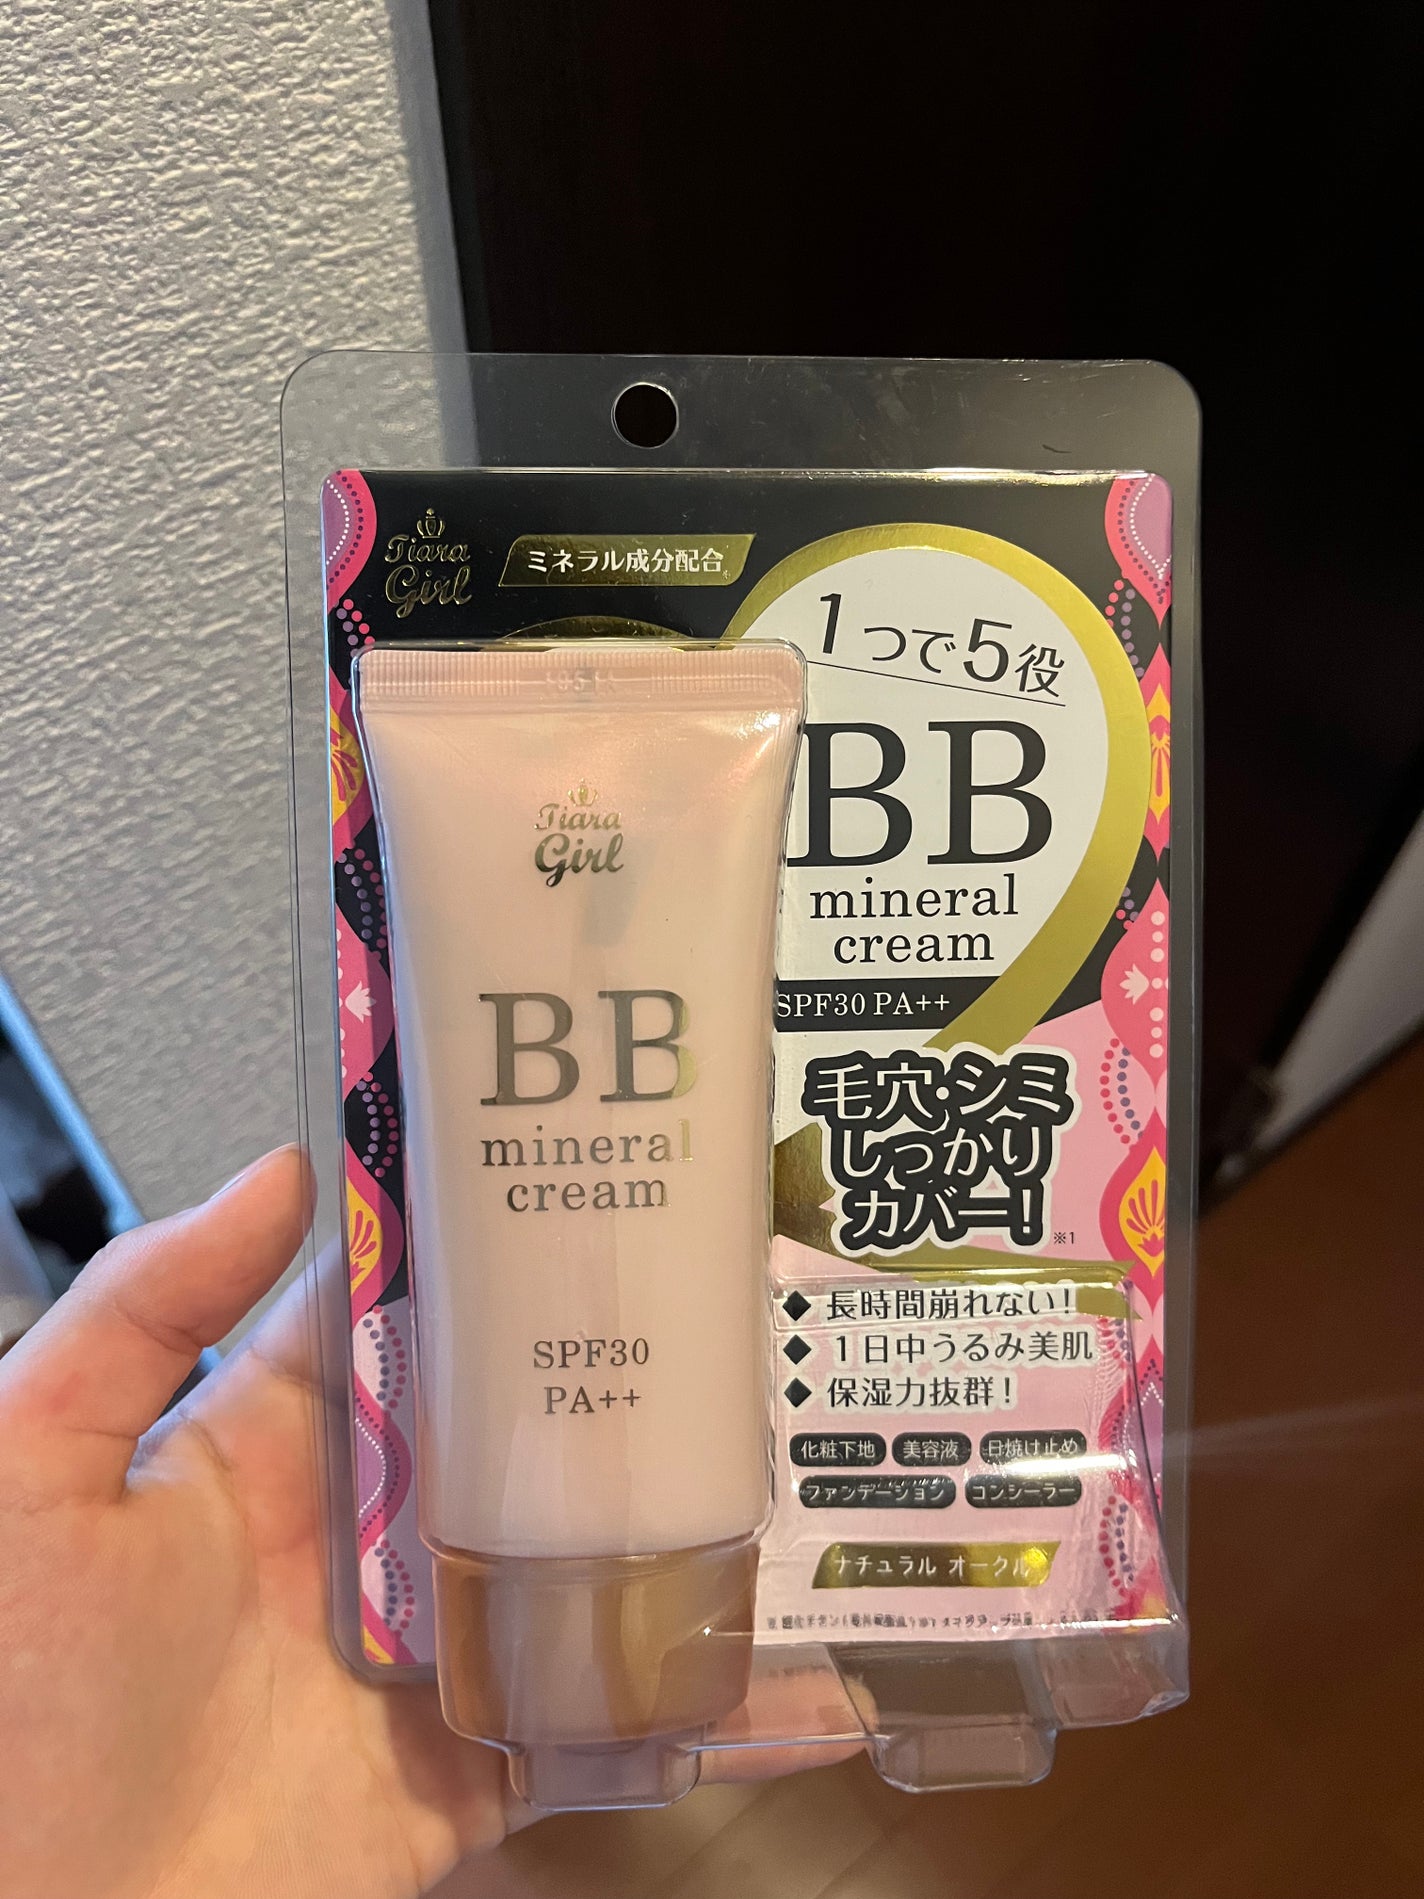 Tiara
Girl
ミネラル成分配合
1つで5役
BB
mineral
cream
SPF30 PA++
毛穴・シミ
しっかり
カバー!
※1
◆ 長時間崩れない!
◆ 1日中うるみ美肌
◆ 保湿力抜群!
化粧下地 美容液 日焼け止め
ファンデーション コンシーラー
ナチュラル オークル
Tiara
Girl
BB
mineral
cream
SPF30
PA++